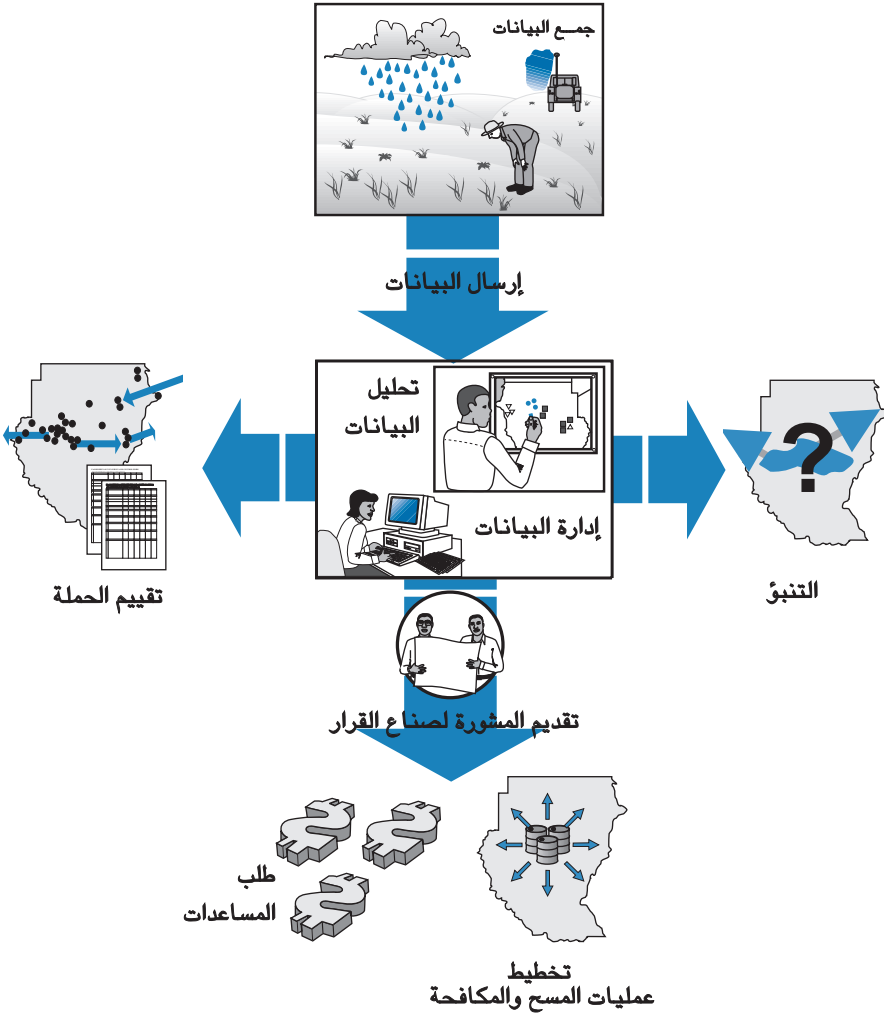 جمـع البيانات
إرسال البيانات
تحليل
البيانات
إدارة البيانات
التنبؤ
تقييم الحملة
?
تقديم المشورة لصناع القرار
طلب
المساعدات
تخطيط
عمليات المسح والمكافحة